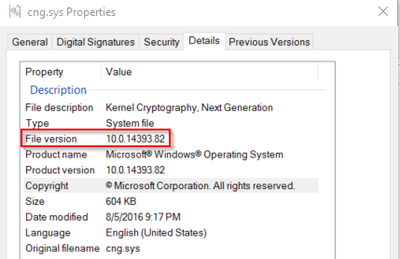 cng.sys Properties
General Digital Signatures Security Details Previous Versions
Property Value
Description
File description Kernel Cryptography, Next Generation
Type System file
File version 10.0.14393.82
Product name Microsoft® Windows® Operating System
Product version 10.0.14393.82
Copyright © Microsoft Corporation. All rights reserved.
Size 604 KB
Date modified 8/5/2016 9:17 PM
Language English (United States)
Original filename cng.sys